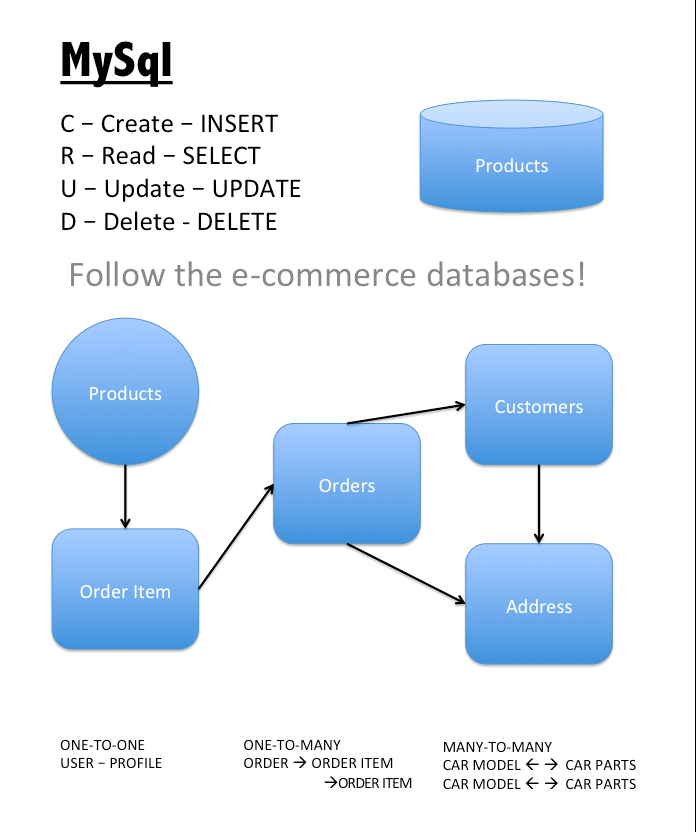 MySql
C – Create – INSERT
R – Read – SELECT
U – Update – UPDATE
D – Delete - DELETE
Products
Follow the e-commerce databases!
Products
Customers
Orders
Order Item
Address
ONE-TO-ONE
USER – PROFILE
ONE-TO-MANY
ORDER → ORDER ITEM
→ORDER ITEM
MANY-TO-MANY
CAR MODEL ← → CAR PARTS
CAR MODEL ← → CAR PARTS